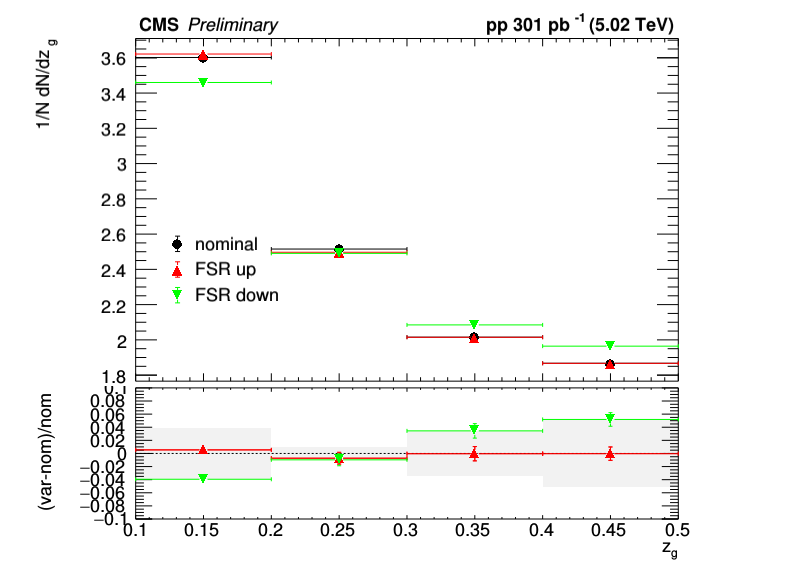 CMS Preliminary pp 301 pb -1 (5.02 TeV)
1/N dN/dz g
3.6
3.4
3.2
3
2.8
2.6
2.4
2.2
2
1.8
nominal
FSR up
FSR down
(var-nom)/nom
0.1
0.08
0.06
0.04
0.02
0
−0.02
−0.04
−0.06
−0.08
−0.1
0.1 0.15 0.2 0.25 0.3 0.35 0.4 0.45 0.5
z g